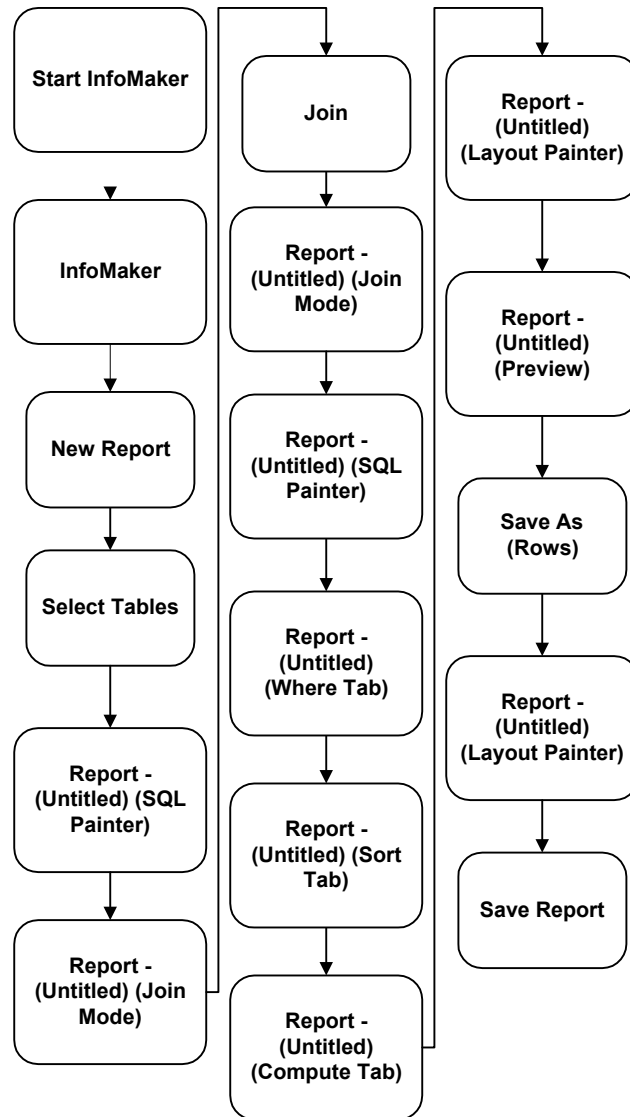 Start InfoMaker
InfoMaker
New Report
Select Tables
Report -
(Untitled) (SQL
Painter)
Report -
(Untitled) (Join
Mode)
Join
Report -
(Untitled) (Join
Mode)
Report -
(Untitled) (SQL
Painter)
Report -
(Untitled)
(Where Tab)
Report -
(Untitled) (Sort
Tab)
Report -
(Untitled)
(Compute Tab)
Report -
(Untitled)
(Layout Painter)
Report -
(Untitled)
(Preview)
Save As
(Rows)
Report -
(Untitled)
(Layout Painter)
Save Report